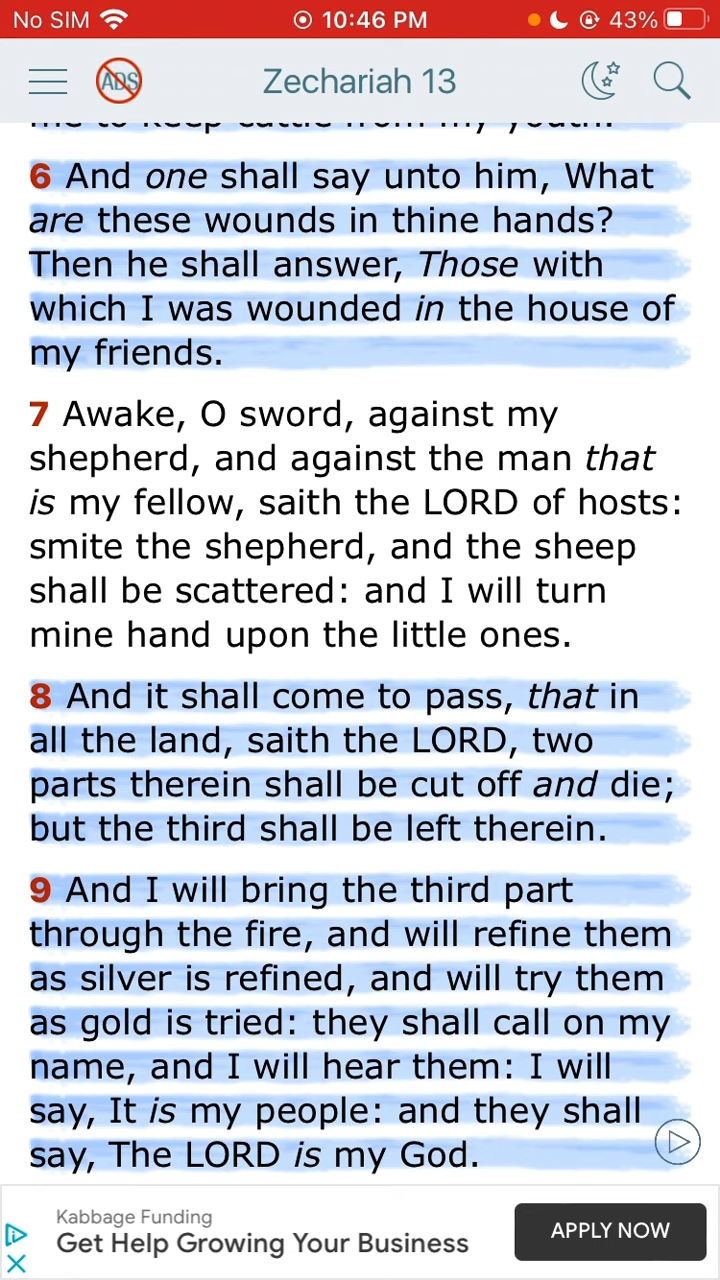 No SIM 10:46 PM 43%
ADS Zechariah 13
me to keep cattle from my youth.
6 And one shall say unto him, What
are these wounds in thine hands?
Then he shall answer, Those with
which I was wounded in the house of
my friends.
7 Awake, O sword, against my
shepherd, and against the man that
is my fellow, saith the LORD of hosts:
smite the shepherd, and the sheep
shall be scattered: and I will turn
mine hand upon the little ones.
8 And it shall come to pass, that in
all the land, saith the LORD, two
parts therein shall be cut off and die;
but the third shall be left therein.
9 And I will bring the third part
through the fire, and will refine them
as silver is refined, and will try them
as gold is tried: they shall call on my
name, and I will hear them: I will
say, It is my people: and they shall
say, The LORD is my God.
Kabbage Funding
Get Help Growing Your Business
APPLY NOW